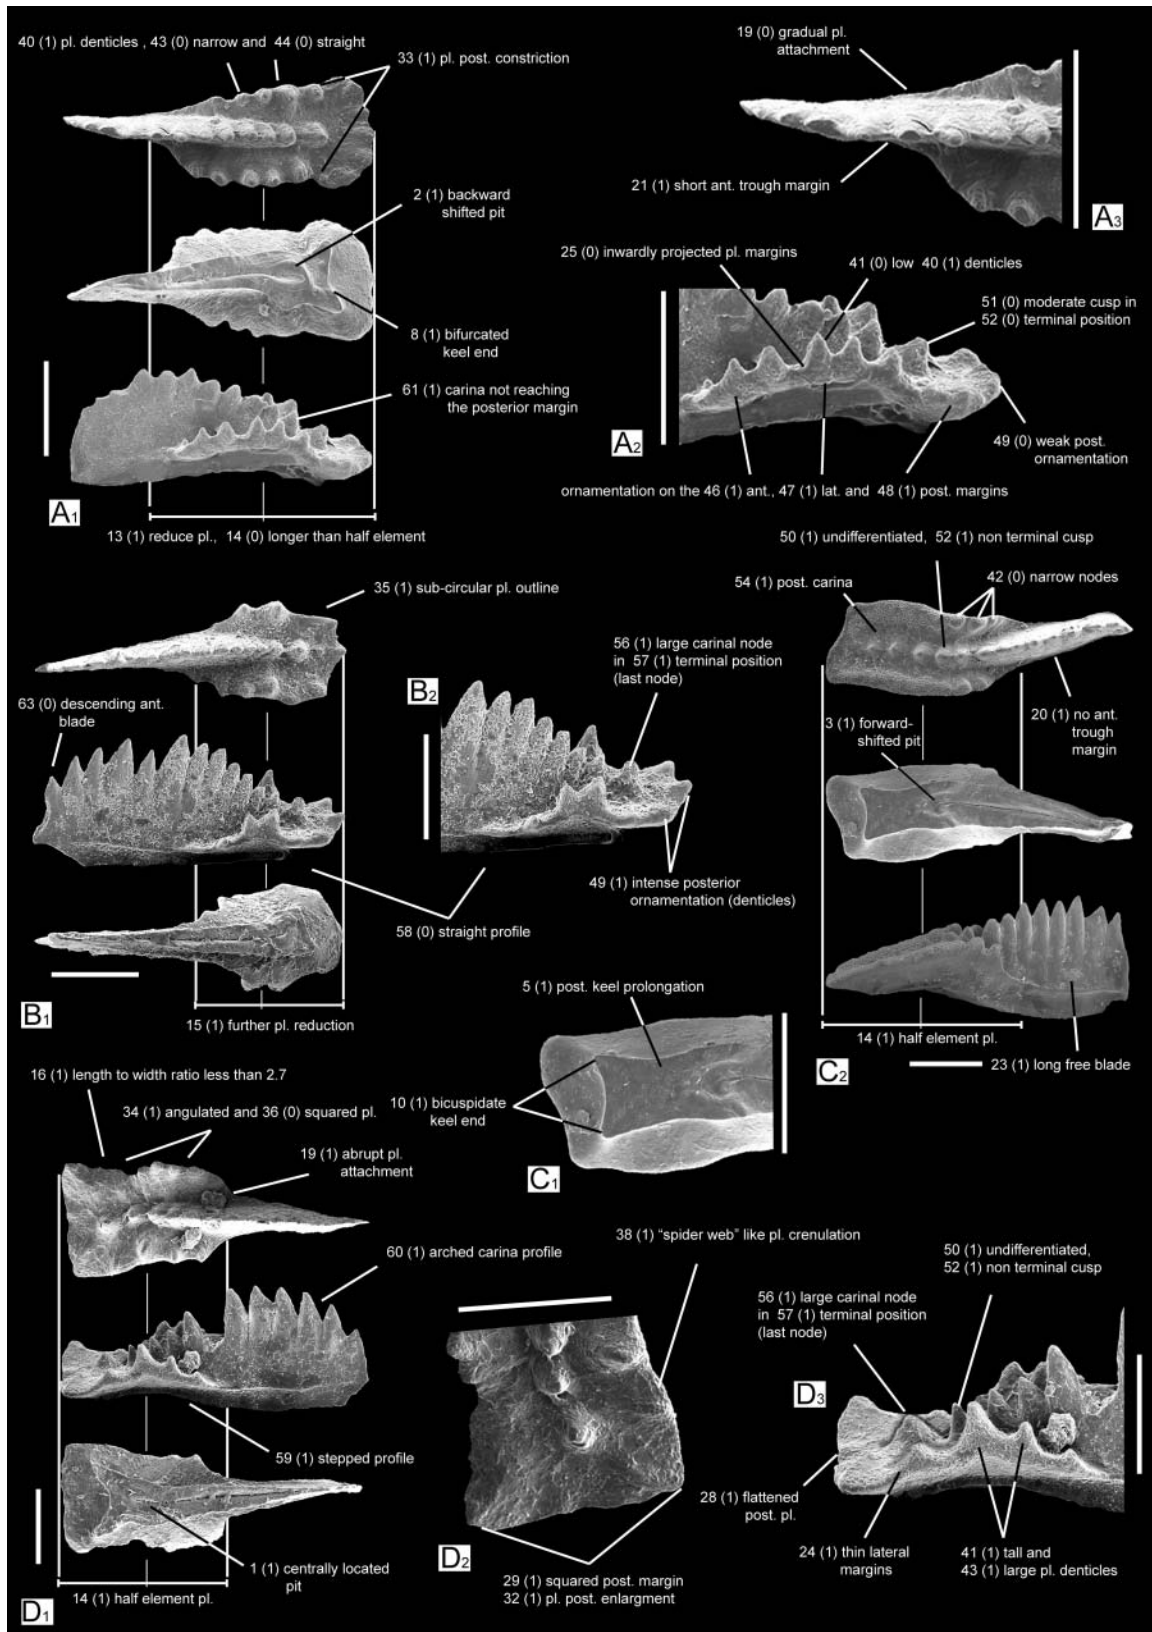 40 (1) pl. denticles , 43 (0) narrow and 44 (0) straight
33 (1) pl. post. constriction
2 (1) backward
shifted pit
8 (1) bifurcated
keel end
61 (1) carina not reaching
the posterior margin
A1
13 (1) reduce pl., 14 (0) longer than half element
19 (0) gradual pl.
attachment
21 (1) short ant. trough margin
A3
25 (0) inwardly projected pl. margins
41 (0) low 40 (1) denticles
51 (0) moderate cusp in
52 (0) terminal position
A2
49 (0) weak post.
ornamentation
ornamentation on the 46 (1) ant., 47 (1) lat. and 48 (1) post. margins
35 (1) sub-circular pl. outline
63 (0) descending ant.
blade
B1
15 (1) further pl. reduction
56 (1) large carinal node
in 57 (1) terminal position
(last node)
B2
49 (1) intense posterior
ornamentation (denticles)
58 (0) straight profile
50 (1) undifferentiated, 52 (1) non terminal cusp
54 (1) post. carina
42 (0) narrow nodes
3 (1) forward-
shifted pit
20 (1) no ant.
trough
margin
14 (1) half element pl.
C2
23 (1) long free blade
5 (1) post. keel prolongation
10 (1) bicuspidate
keel end
C1
16 (1) length to width ratio less than 2.7
34 (1) angulated and 36 (0) squared pl.
19 (1) abrupt pl.
attachment
60 (1) arched carina profile
59 (1) stepped profile
1 (1) centrally located
pit
14 (1) half element pl.
D1
38 (1) “spider web” like pl. crenulation
D2
29 (1) squared post. margin
32 (1) pl. post. enlargment
50 (1) undifferentiated,
52 (1) non terminal cusp
56 (1) large carinal node
in 57 (1) terminal position
(last node)
D3
28 (1) flattened
post. pl.
24 (1) thin lateral
margins
41 (1) tall and
43 (1) large pl. denticles